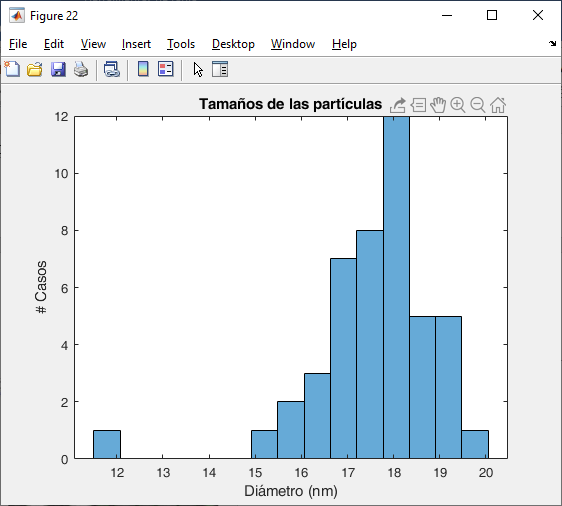 Figure 22
File Edit View Insert Tools Desktop Window Help
Tamaños de las partículas
12
10
8
6
4
2
0
# Casos
12 13 14 15 16 17 18 19 20
Diámetro (nm)